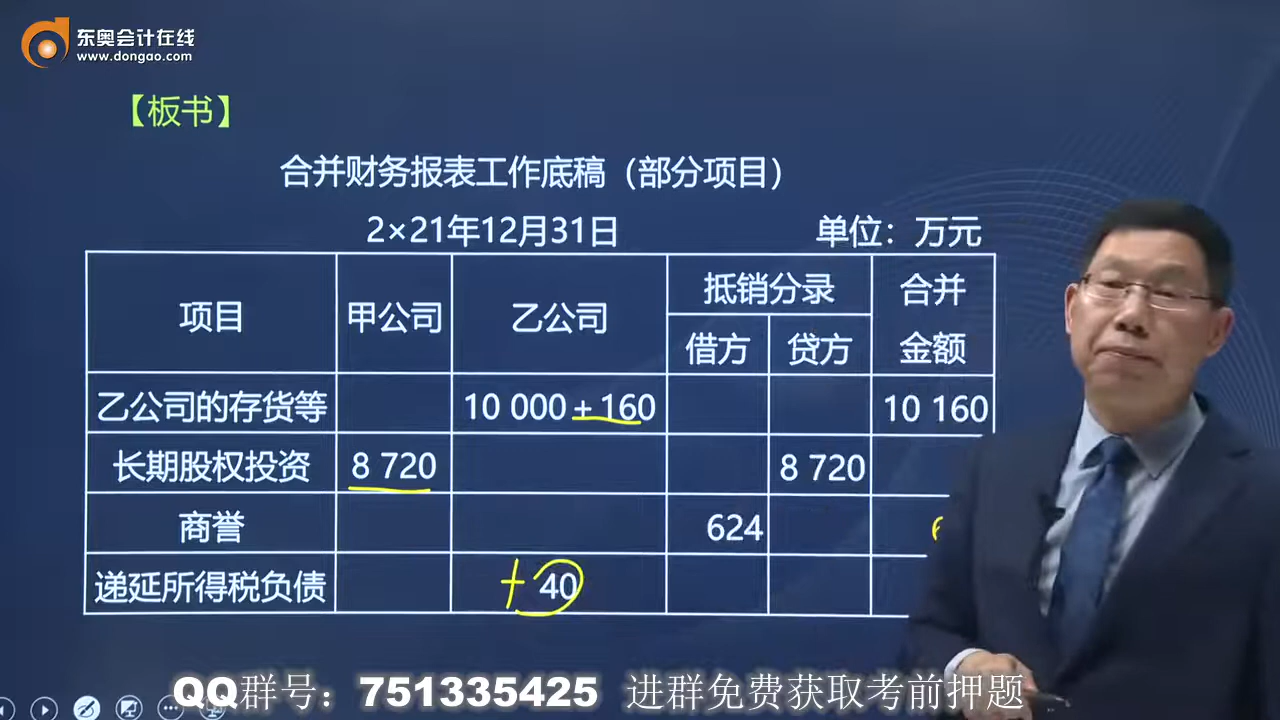 东奥会计在线
www.dongao.com
【板书】
合并财务报表工作底稿（部分项目）
2×21年12月31日 单位：万元
项目 甲公司 乙公司 抵销分录 合并金额
借方 贷方
乙公司的存货等 10 000＋160 10 160
长期股权投资 8 720 8 720
商誉 624
递延所得税负债 + 40
QQ群号：751335425 进群免费获取考前押题